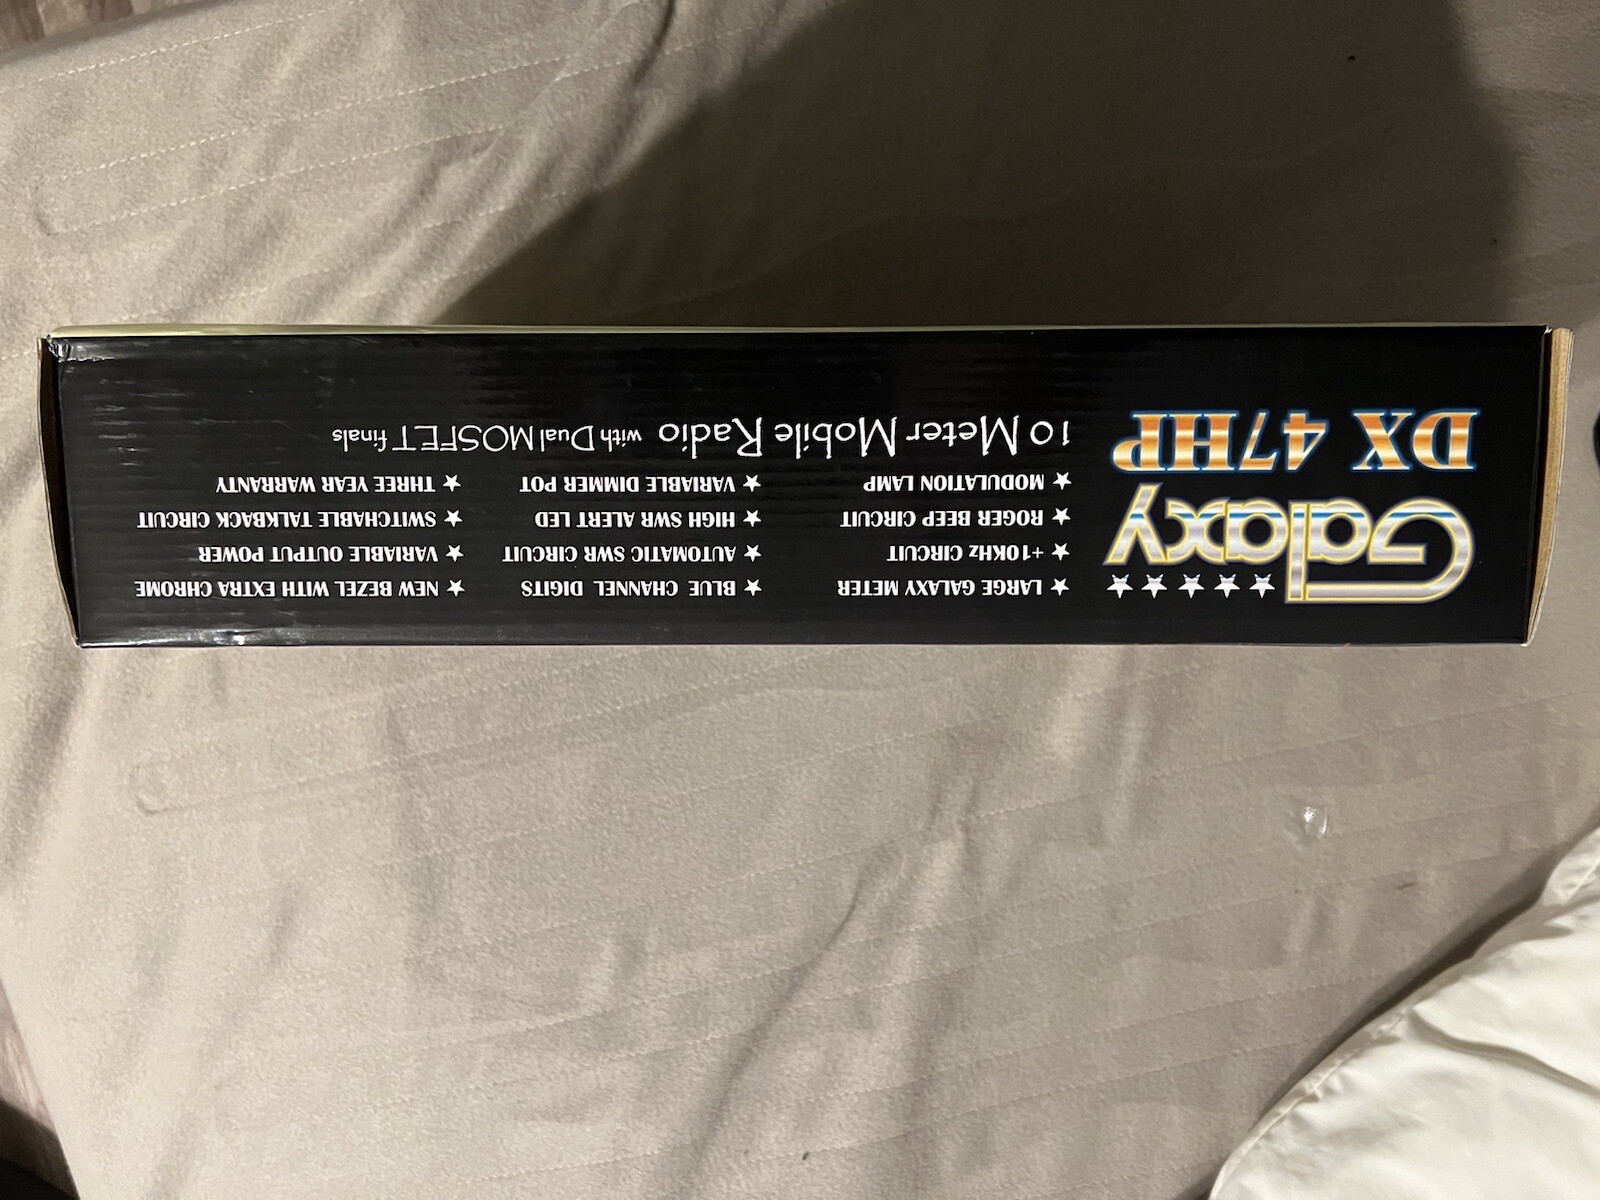 Galaxy
DX 47HP
★ LARGE GALAXY METER
★ +10KHz CIRCUIT
★ ROGER BEEP CIRCUIT
★ MODULATION LAMP
★ BLUE CHANNEL DIGITS
★ AUTOMATIC SWR CIRCUIT
★ HIGH SWR ALERT LED
★ VARIABLE DIMMER POT
★ NEW BEZEL WITH EXTRA CHROME
★ VARIABLE OUTPUT POWER
★ SWITCHABLE TALKBACK CIRCUIT
★ THREE YEAR WARRANTY
10 Meter Mobile Radio with Dual MOSFET finals